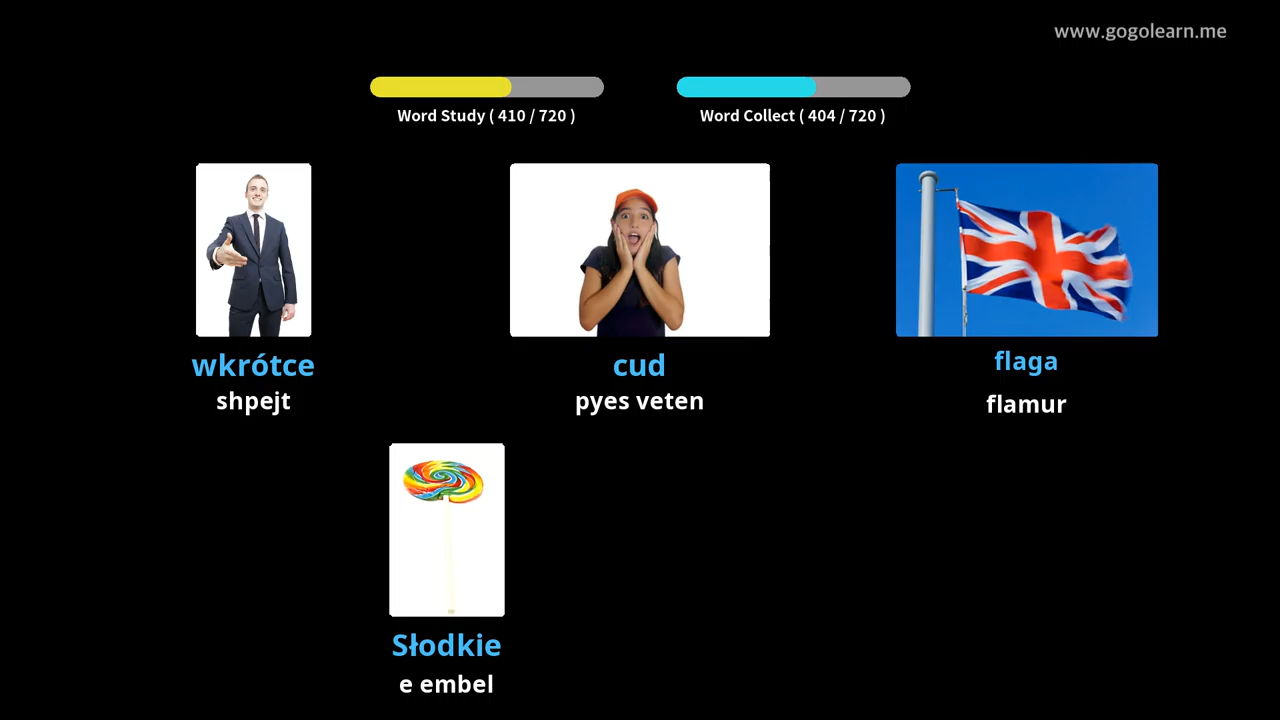 www.gogolearn.me
Word Study ( 410 / 720 )
Word Collect ( 404 / 720 )
wkrótce
shpejt
cud
pyes veten
flaga
flamur
Słodkie
e embel